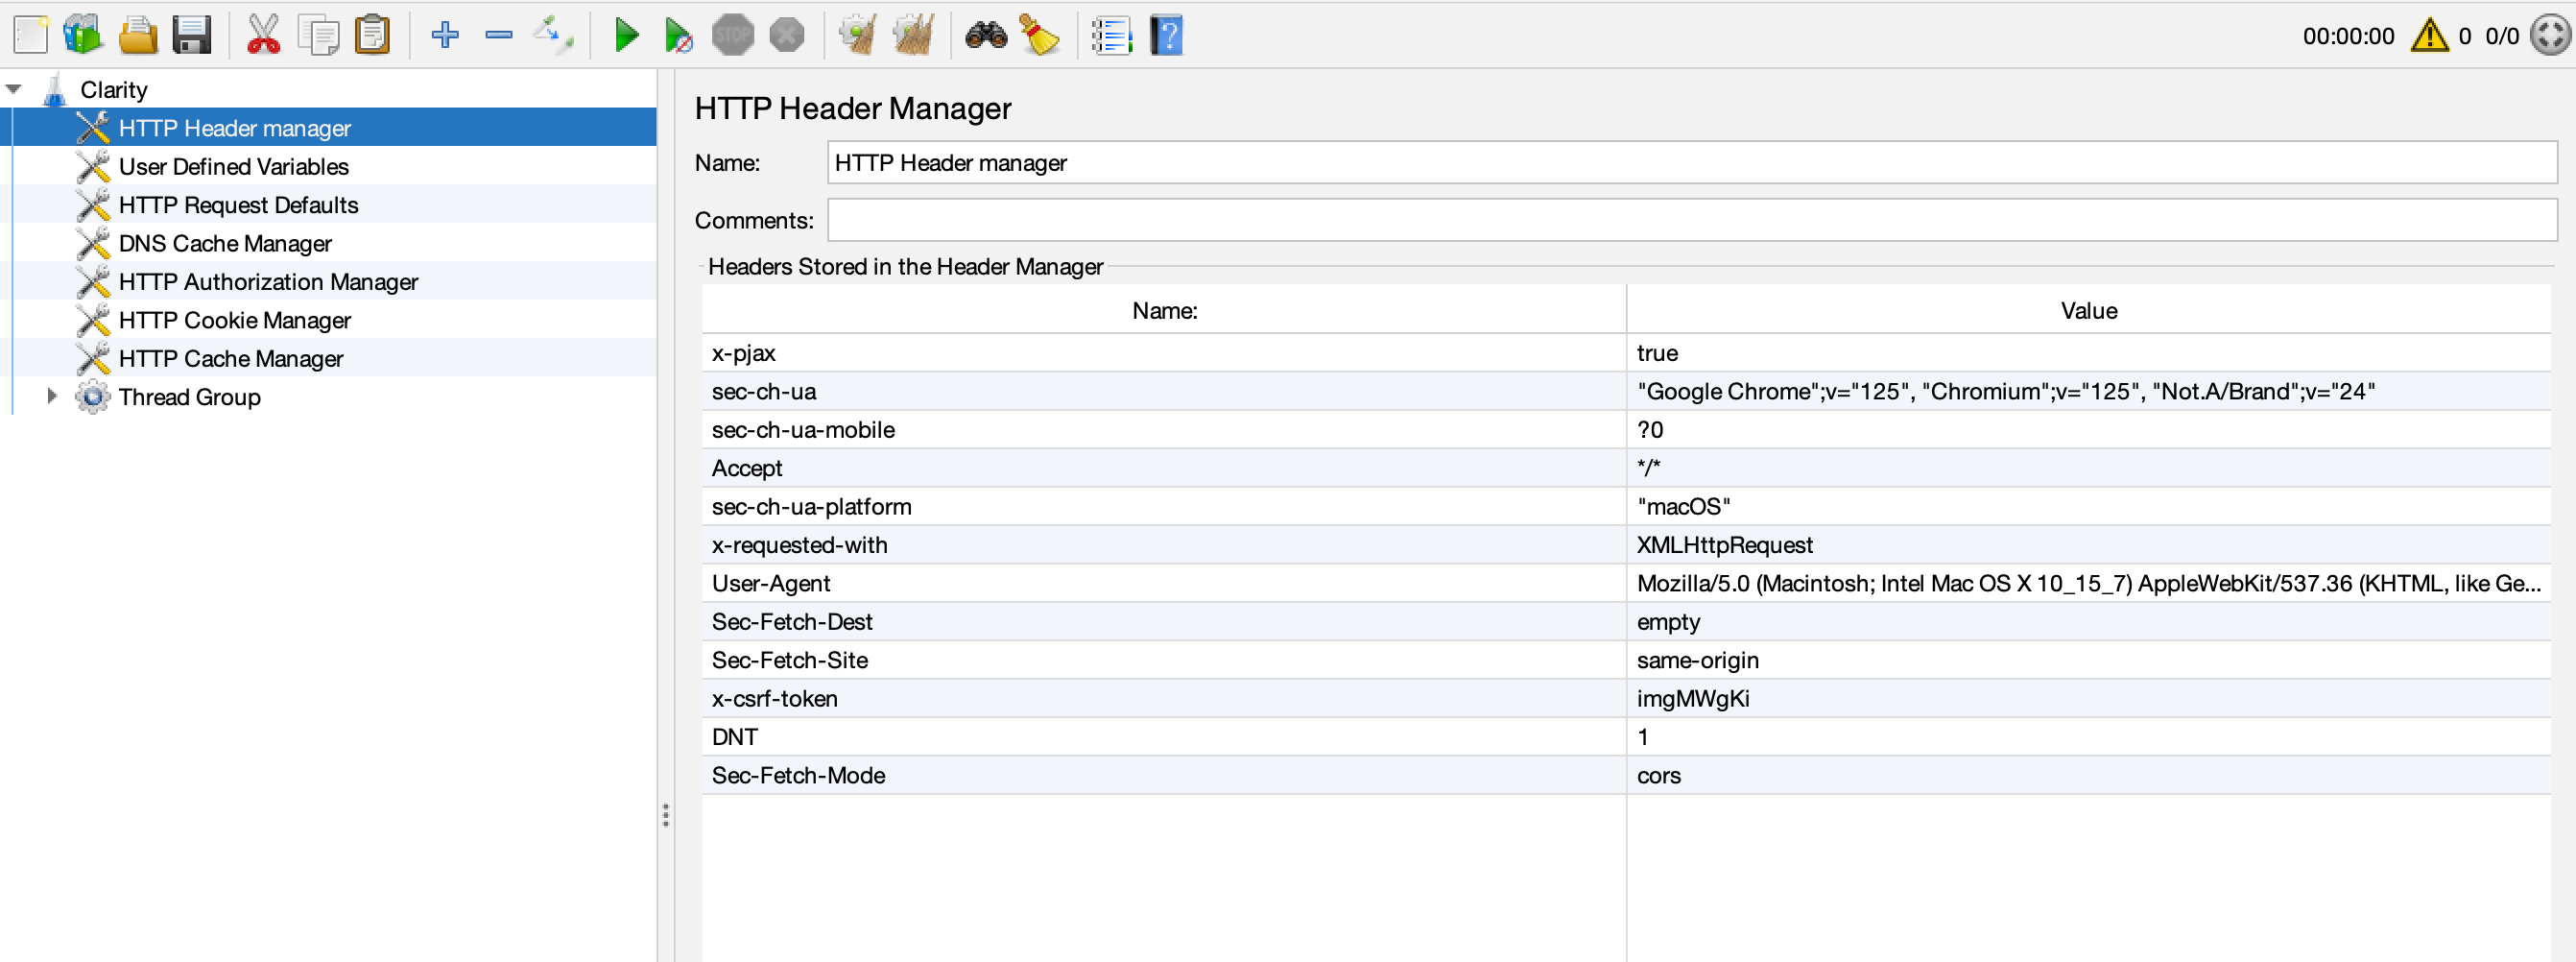 STOP
00:00:00 0 0/0
Clarity
HTTP Header manager
User Defined Variables
HTTP Request Defaults
DNS Cache Manager
HTTP Authorization Manager
HTTP Cookie Manager
HTTP Cache Manager
Thread Group
HTTP Header Manager
Name: HTTP Header manager
Comments:
Headers Stored in the Header Manager
Name: Value
x-pjax true
sec-ch-ua "Google Chrome";v="125", "Chromium";v="125", "Not.A/Brand";v="24"
sec-ch-ua-mobile ?0
Accept */*
sec-ch-ua-platform "macOS"
x-requested-with XMLHttpRequest
User-Agent Mozilla/5.0 (Macintosh; Intel Mac OS X 10_15_7) AppleWebKit/537.36 (KHTML, like Ge...
Sec-Fetch-Dest empty
Sec-Fetch-Site same-origin
x-csrf-token imgMWgKi
DNT 1
Sec-Fetch-Mode cors